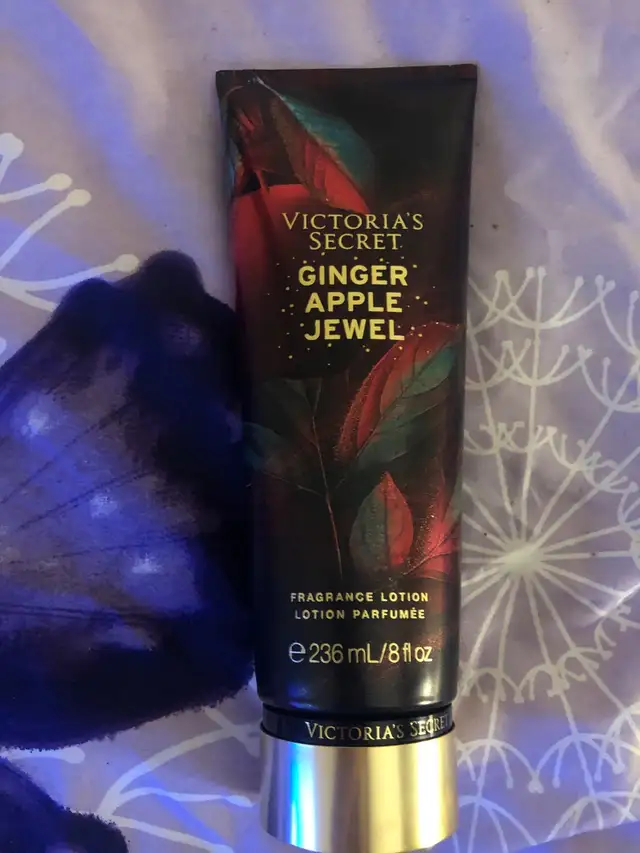 VICTORIA'S
SECRET
GINGER
APPLE
JEWEL
FRAGRANCE LOTION
LOTION PARFUMÉE
℮ 236 mL/8 fl oz
VICTORIA'S SECRET